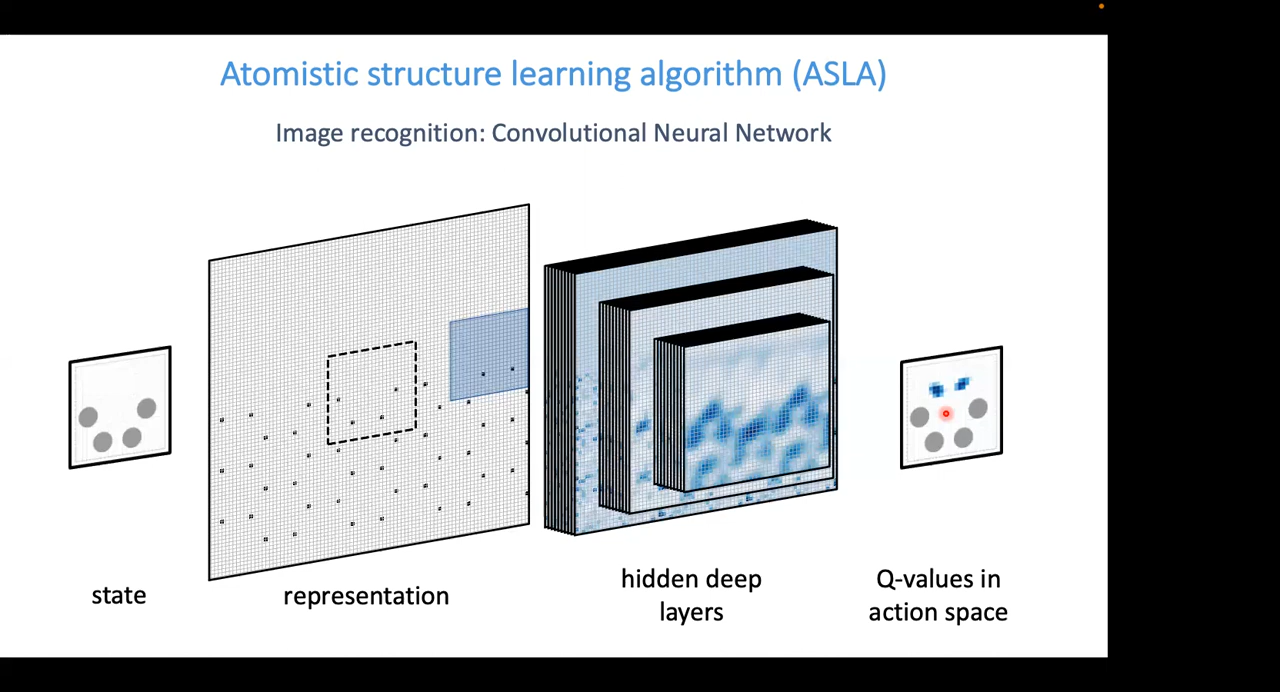 Atomistic structure learning algorithm (ASLA)
Image recognition: Convolutional Neural Network
state
representation
hidden deep
layers
Q-values in
action space